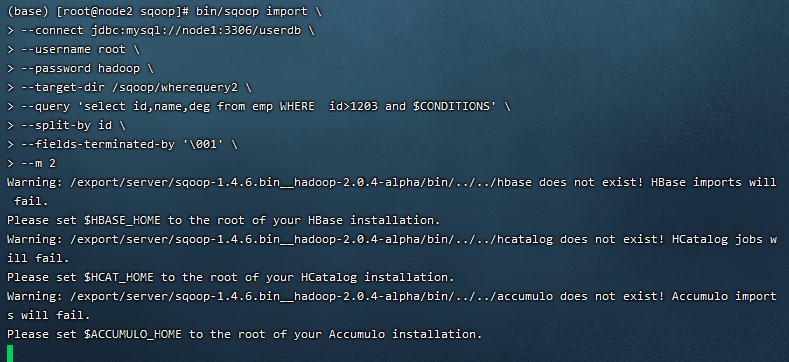 (base) [root@node2 sqoop]# bin/sqoop import \
> --connect jdbc:mysql://node1:3306/userdb \
> --username root \
> --password hadoop \
> --target-dir /sqoop/wherequery2 \
> --query 'select id,name,deg from emp WHERE  id>1203 and $CONDITIONS' \
> --split-by id \
> --fields-terminated-by '\001' \
> --m 2
Warning: /export/server/sqoop-1.4.6.bin__hadoop-2.0.4-alpha/bin/../../hbase does not exist! HBase imports will
 fail.
Please set $HBASE_HOME to the root of your HBase installation.
Warning: /export/server/sqoop-1.4.6.bin__hadoop-2.0.4-alpha/bin/../../hcatalog does not exist! HCatalog jobs w
ill fail.
Please set $HCAT_HOME to the root of your HCatalog installation.
Warning: /export/server/sqoop-1.4.6.bin__hadoop-2.0.4-alpha/bin/../../accumulo does not exist! Accumulo import
s will fail.
Please set $ACCUMULO_HOME to the root of your Accumulo installation.